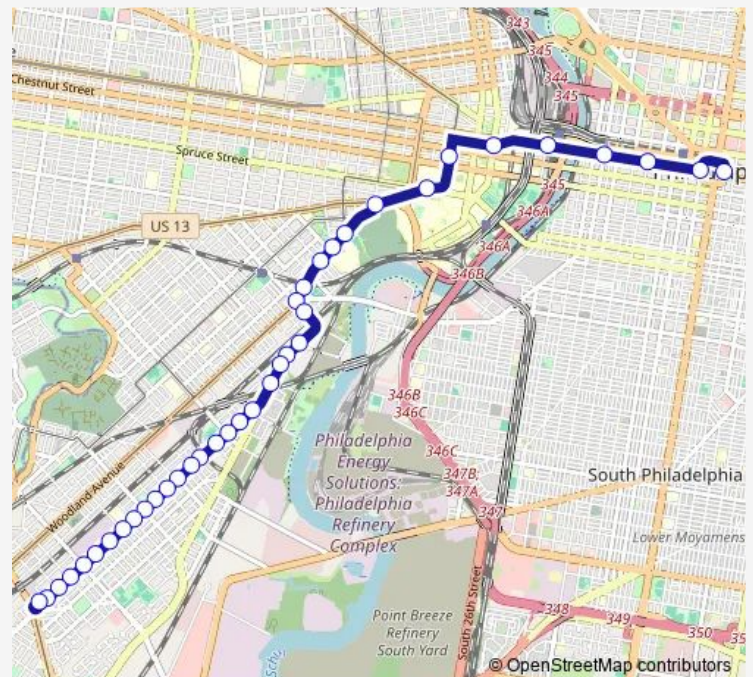 343
345
344
345
Chestnut Street
Spruce Street
345
346A
US 13
346A
346B
346B
346C
346C
Philadelphia
Energy
Solutions:
Philadelphia
Refinery
Complex
347B
347A
347
South Philadelphia
Woodland Avenue
Lower Moyamens
South 26th Street
Point Breeze
Refinery
South Yard
348
349
350
© OpenStreetMap contributors